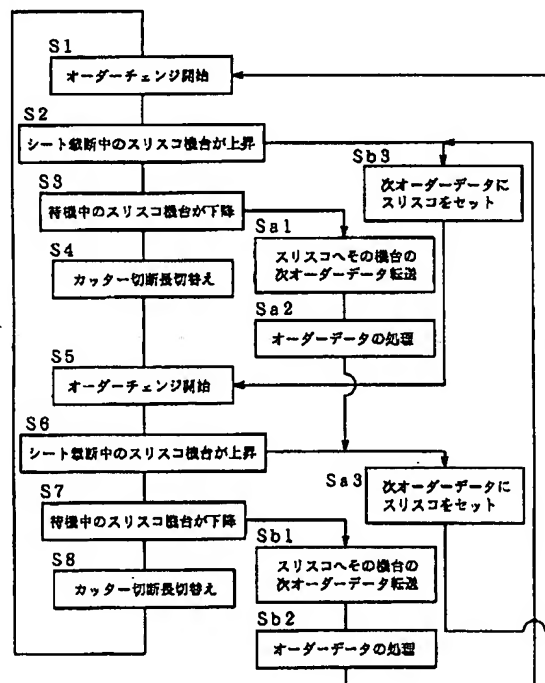 S1
オーダーチェンジ開始
S2
シート裁断中のスリスコ機台が上昇
Sb3
次オーダーデータに
スリスコをセット
S3
待機中のスリスコ機台が下降
Sa1
スリスコへその機台の
次オーダーデータ転送
S4
カッター切断長切替え
Sa2
オーダーデータの処理
S5
オーダーチェンジ開始
S6
シート裁断中のスリスコ機台が上昇
Sa3
次オーダーデータに
スリスコをセット
S7
待機中のスリスコ機台が下降
Sb1
スリスコへその機台の
次オーダーデータ転送
S8
カッター切断長切替え
Sb2
オーダーデータの処理